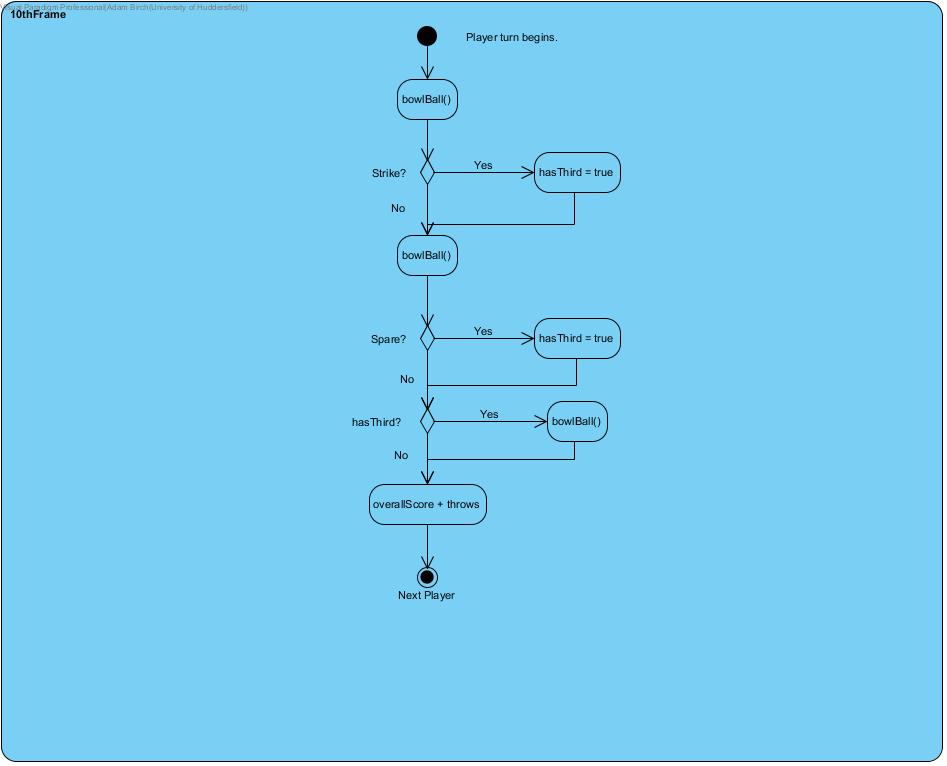 Visual Paradigm Professional(Adam Birch(University of Huddersfield))
10thFrame
Player turn begins.
bowlBall()
Strike?
Yes
hasThird = true
No
bowlBall()
Spare?
Yes
hasThird = true
No
hasThird?
Yes
bowlBall()
No
overallScore + throws
Next Player